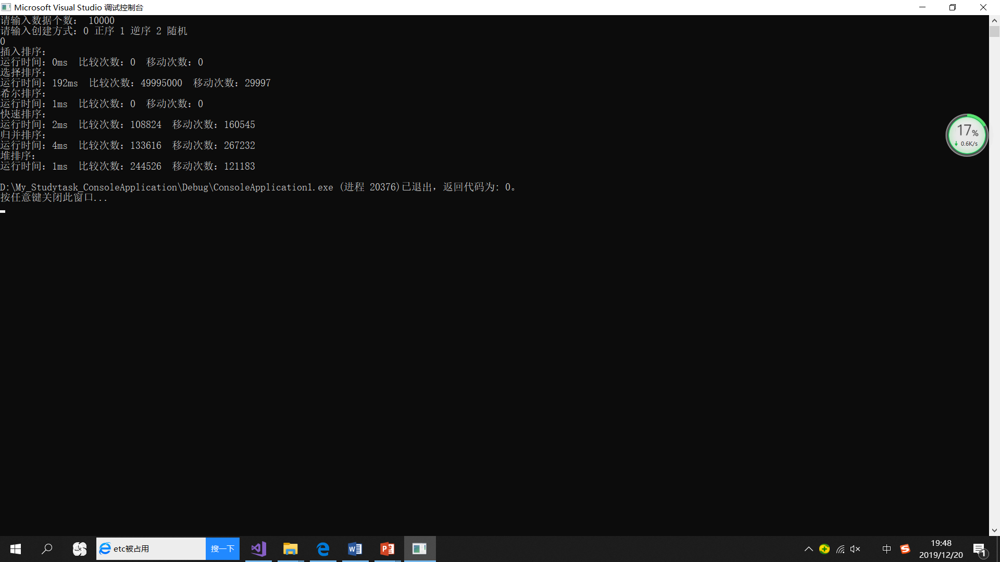 Microsoft Visual Studio 调试控制台
请输入数据个数： 10000
请输入创建方式：0 正序 1 逆序 2 随机
0
插入排序：
运行时间：0ms  比较次数：0  移动次数：0
选择排序：
运行时间：192ms  比较次数：49995000  移动次数：29997
希尔排序：
运行时间：1ms  比较次数：0  移动次数：0
快速排序：
运行时间：2ms  比较次数：108824  移动次数：160545
归并排序：
运行时间：4ms  比较次数：133616  移动次数：267232
堆排序：
运行时间：1ms  比较次数：244526  移动次数：121183
D:\My_Studytask_ConsoleApplication\Debug\ConsoleApplication1.exe (进程 20376)已退出，返回代码为: 0。
按任意键关闭此窗口...
17%
0.6K/s
etc被占用 搜一下
中
19:48
2019/12/20
1